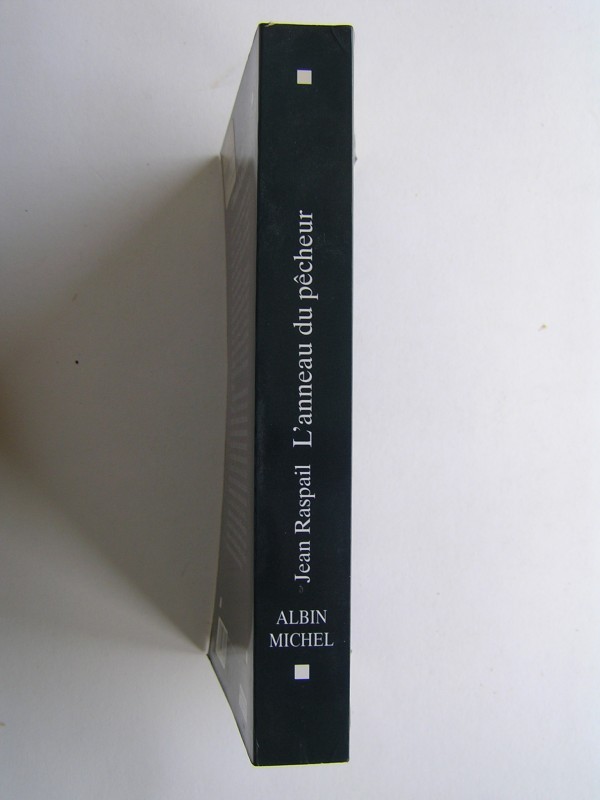 Jean Raspail L'anneau du pêcheur
ALBIN
MICHEL